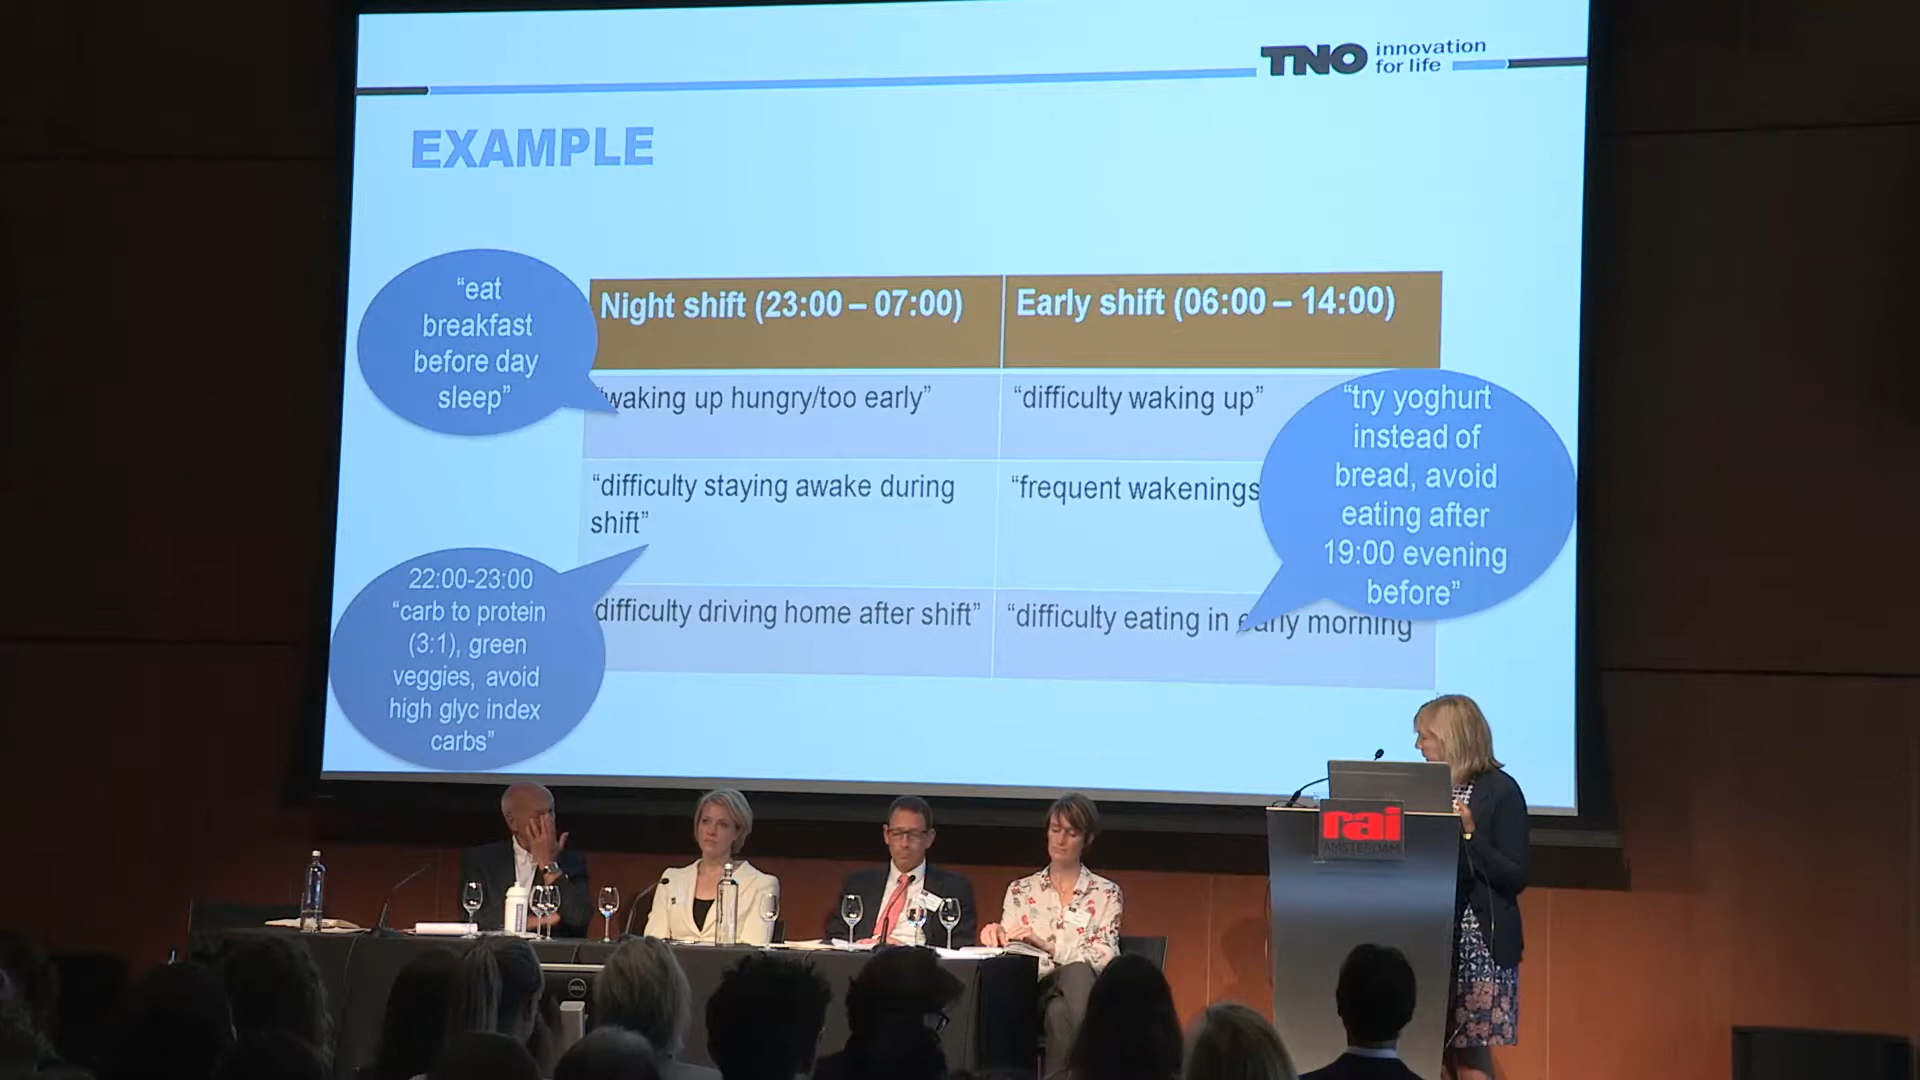 TNO innovation
for life
EXAMPLE
“eat
breakfast
before day
sleep”
Night shift (23:00 – 07:00)
Early shift (06:00 – 14:00)
“waking up hungry/too early”
“difficulty waking up”
“try yoghurt
instead of
bread, avoid
eating after
19:00 evening
before”
“difficulty staying awake during
shift”
“frequent wakenings
22:00-23:00
“carb to protein
(3:1), green
veggies, avoid
high glyc index
carbs”
difficulty driving home after shift”
“difficulty eating in early morning
rai
AMSTERDAM
DELL